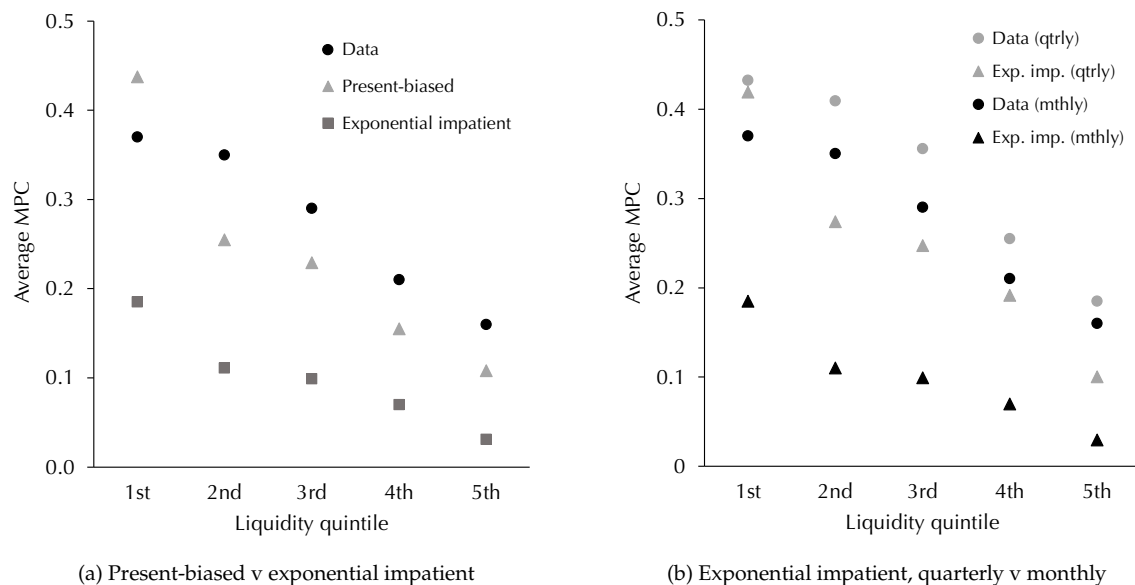 0.5
0.4
0.3
0.2
0.1
0.0
Average MPC
Data
Present-biased
Exponential impatient
1st 2nd 3rd 4th 5th
Liquidity quintile
(a) Present-biased v exponential impatient
0.5
0.4
0.3
0.2
0.1
0
Average MPC
Data (qtrly)
Exp. imp. (qtrly)
Data (mthly)
Exp. imp. (mthly)
1st 2nd 3rd 4th 5th
Liquidity quintile
(b) Exponential impatient, quarterly v monthly